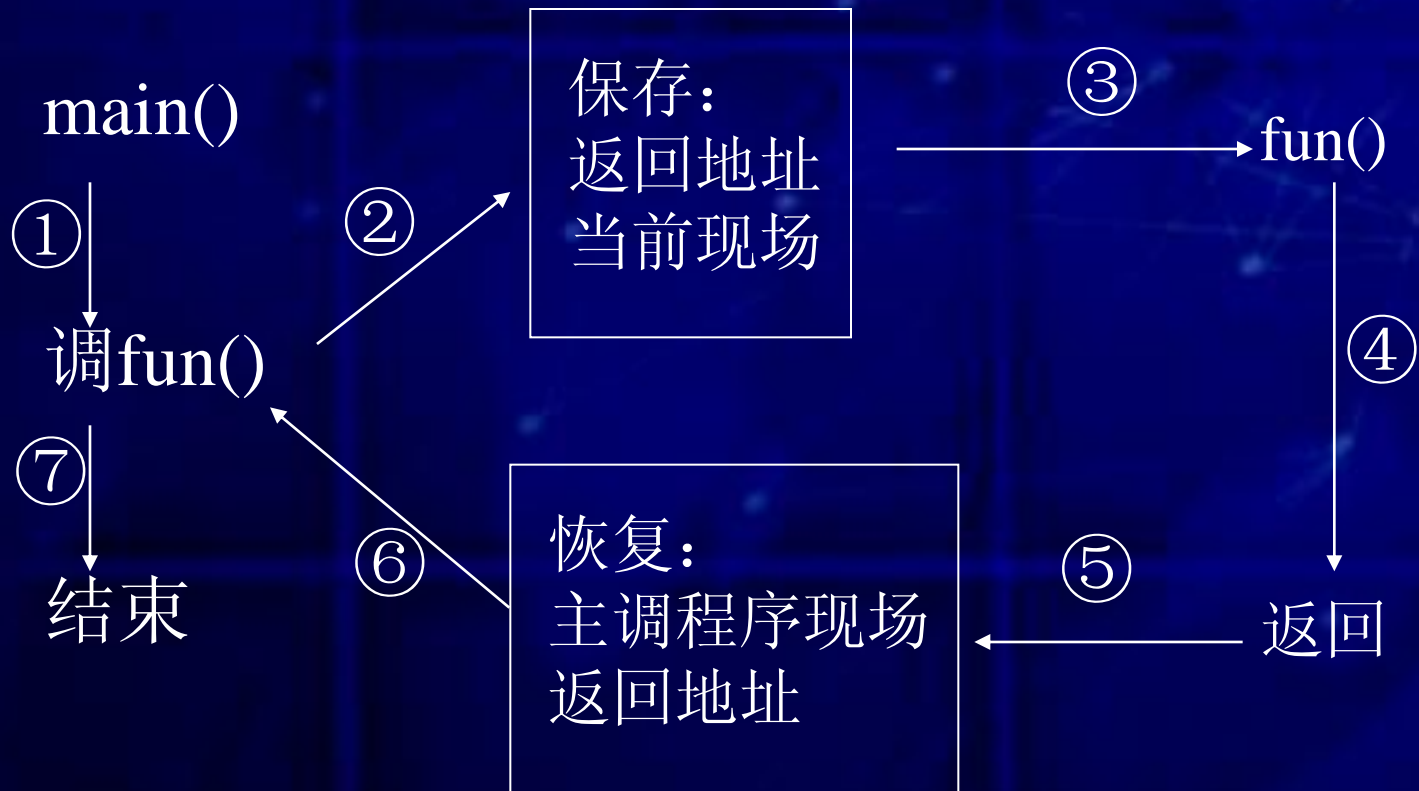 main()
①
调fun()
②
保存：
返回地址
当前现场
③
fun()
④
返回
⑤
恢复：
主调程序现场
返回地址
⑥
⑦
结束